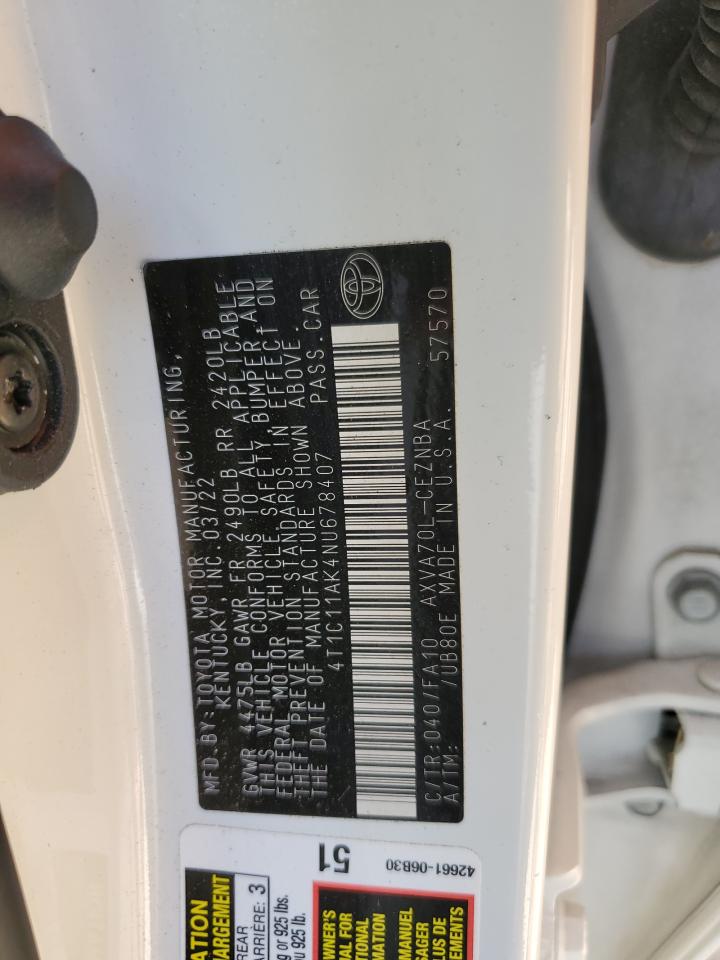 MFD. BY: TOYOTA MOTOR MANUFACTURING,
KENTUCKY, INC. 03/22
GVWR 4475LB GAWR FR 2490LB RR 2420LB
THIS VEHICLE CONFORMS TO ALL APPLICABLE
FEDERAL MOTOR VEHICLE SAFETY BUMPER, AND
THEFT PREVENTION STANDARDS IN EFFECT ON
THE DATE OF MANUFACTURE SHOWN ABOVE.
4T1C11AK4NU678407 PASS. CAR
C/TR: 040/FA10 AXVA70L-CEZNBA
A/TM: /UB80E MADE IN U.S.A. 57570
51
42661-06B30
ATION
HARGEMENT
REAR
ARRIÈRE: 3
g or 925 lbs.
u 925 lb.
OWNER'S
AL FOR
TIONAL
MATION
MANUEL
SAGER
LUS DE
EMENTS